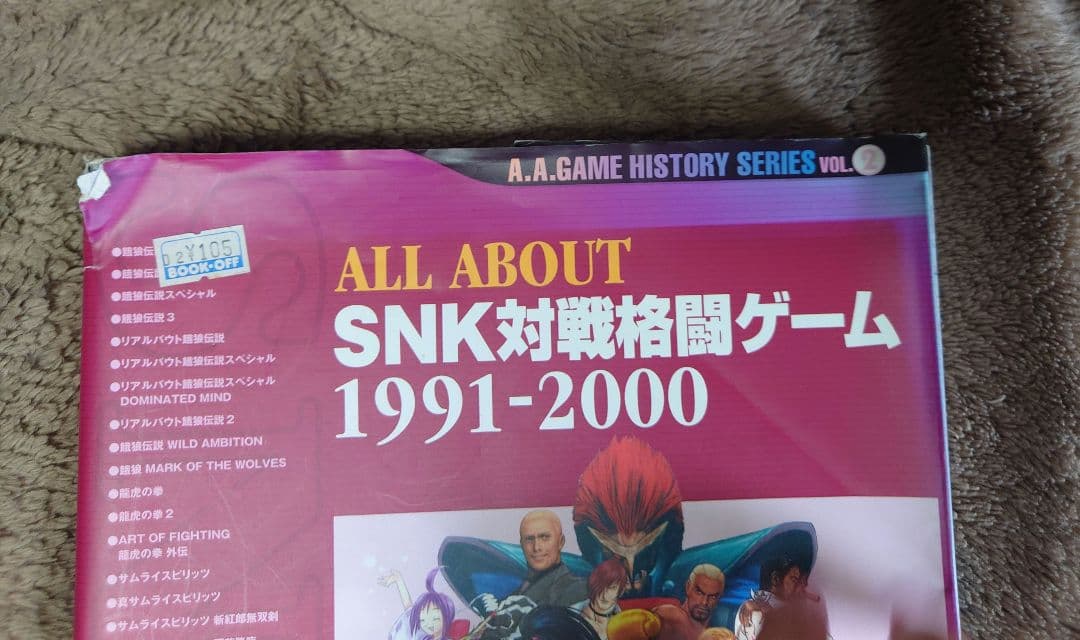 A.A.GAME HISTORY SERIES VOL.2
¥105
BOOK・OFF
ALL ABOUT
SNK対戦格闘ゲーム
1991-2000
●餓狼伝
●餓狼伝
●餓狼伝説スペシャル
●餓狼伝説3
●リアルバウト餓狼伝説
●リアルバウト餓狼伝説スペシャル
●リアルバウト餓狼伝説スペシャル
DOMINATED MIND
●リアルバウト餓狼伝説2
●餓狼伝説 WILD AMBITION
●餓狼 MARK OF THE WOLVES
●龍虎の拳
●龍虎の拳2
●ART OF FIGHTING
龍虎の拳 外伝
●サムライスピリッツ
●真サムライスピリッツ
●サムライスピリッツ 斬紅郎無双剣